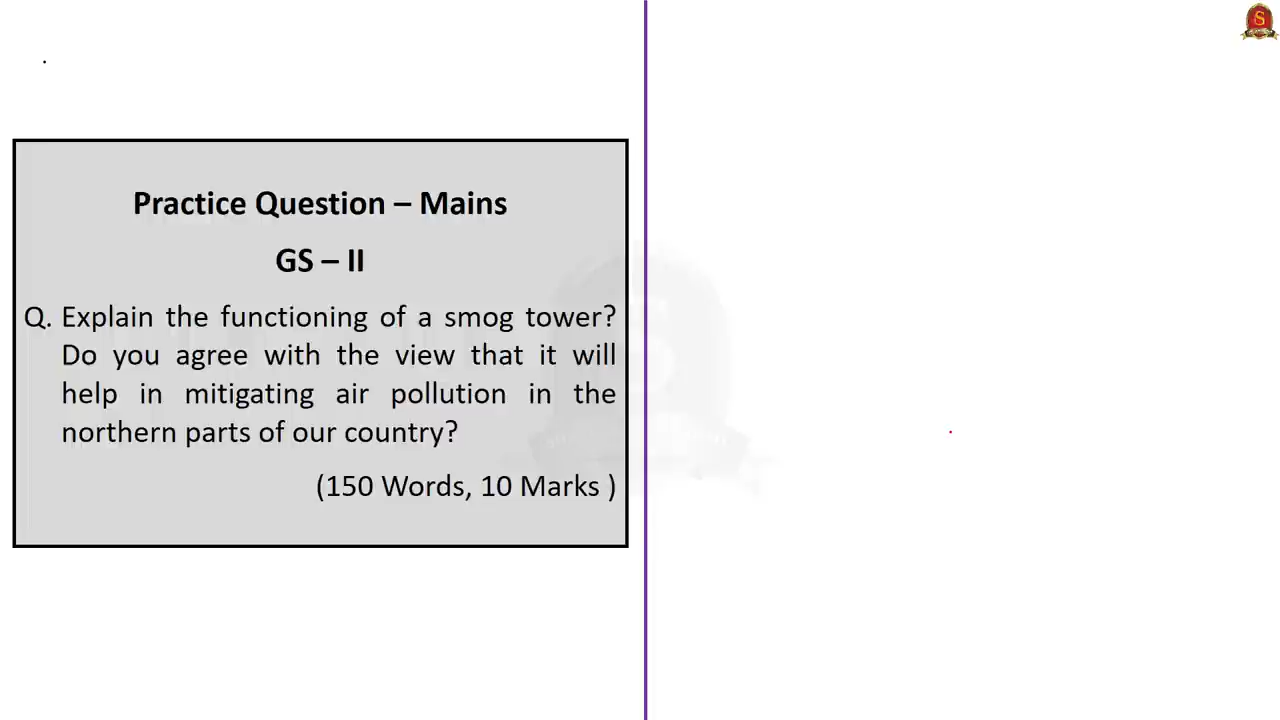 Practice Question – Mains
GS – II
Q. Explain the functioning of a smog tower?
Do you agree with the view that it will
help in mitigating air pollution in the
northern parts of our country?
(150 Words, 10 Marks )